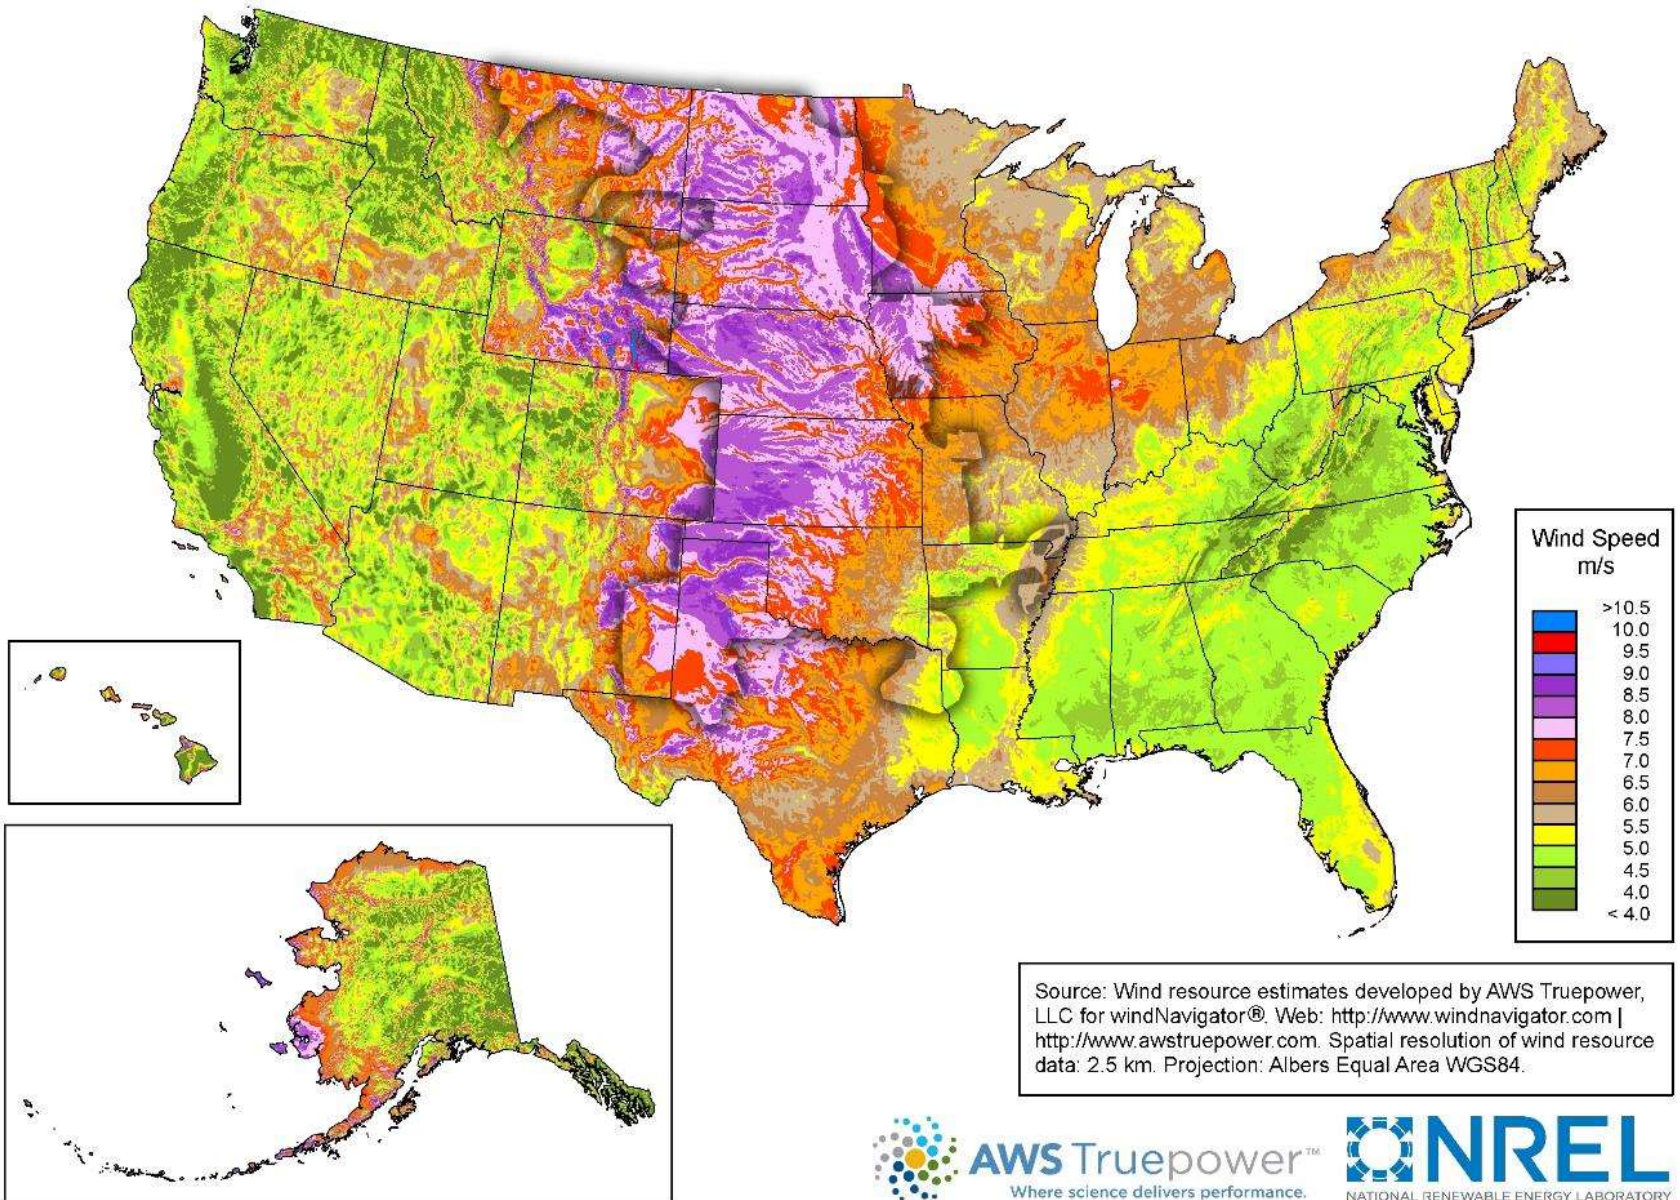 Wind Speed
m/s
>10.5
10.0
9.5
9.0
8.5
8.0
7.5
7.0
6.5
6.0
5.5
5.0
4.5
4.0
< 4.0
Source: Wind resource estimates developed by AWS Truepower,
LLC for windNavigator®. Web: http://www.windnavigator.com |
http://www.awstruepower.com. Spatial resolution of wind resource
data: 2.5 km. Projection: Albers Equal Area WGS84.
AWS Truepower™
Where science delivers performance.
NREL
NATIONAL RENEWABLE ENERGY LABORATORY